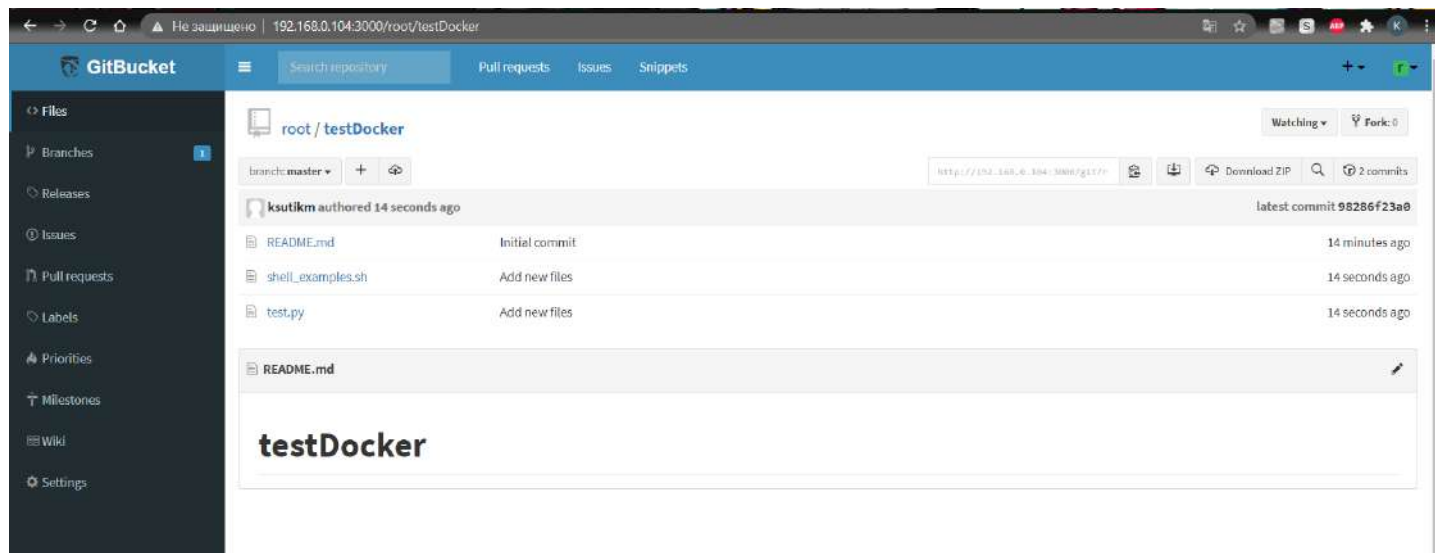 Не защищено | 192.168.0.104:3000/root/testDocker
S ABP K
GitBucket Search repository Pull requests Issues Snippets + r
Files
Branches 1
Releases
Issues
Pull requests
Labels
Priorities
Milestones
Wiki
Settings
root / testDocker
Watching Fork: 0
branch: master + Download ZIP 2 commits
ksutikm authored 14 seconds ago latest commit 98286f23a0
README.md Initial commit 14 minutes ago
shell_examples.sh Add new files 14 seconds ago
test.py Add new files 14 seconds ago
README.md
testDocker